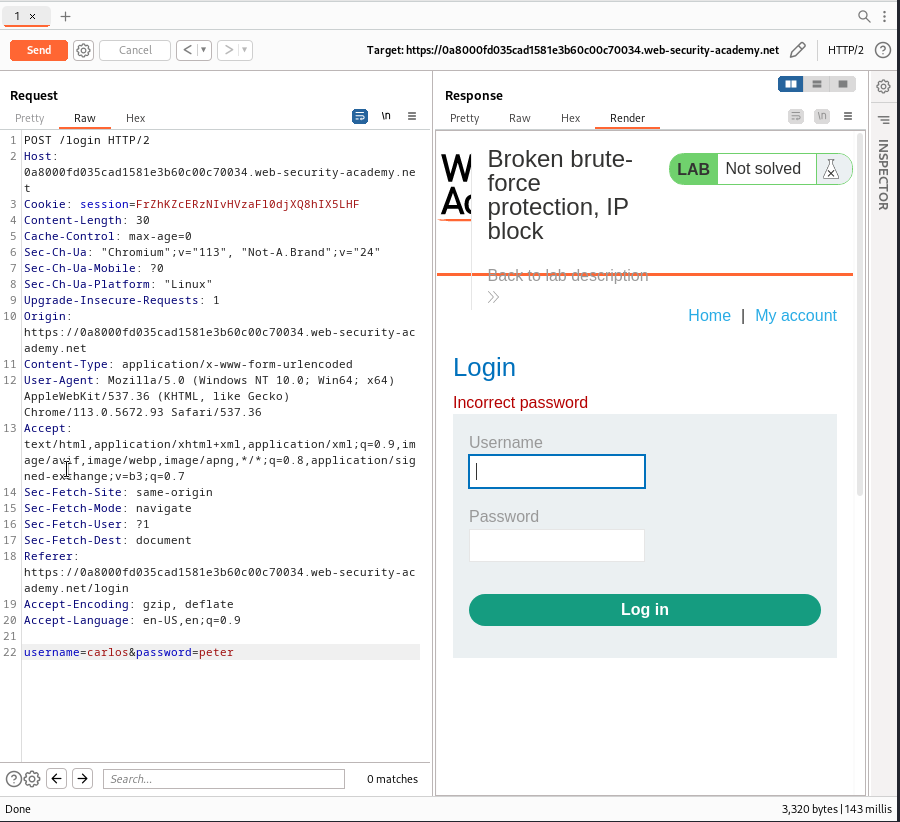 1 ×
Send
Cancel
Target: https://0a8000fd035cad1581e3b60c00c70034.web-security-academy.net
HTTP/2
Request
Pretty Raw Hex
\n
1 POST /login HTTP/2
2 Host:
0a8000fd035cad1581e3b60c00c70034.web-security-academy.ne
t
3 Cookie: session=FrZhKZcERzNIvHVzaFl0djXQ8hIX5LHF
4 Content-Length: 30
5 Cache-Control: max-age=0
6 Sec-Ch-Ua: "Chromium";v="113", "Not-A.Brand";v="24"
7 Sec-Ch-Ua-Mobile: ?0
8 Sec-Ch-Ua-Platform: "Linux"
9 Upgrade-Insecure-Requests: 1
10 Origin:
https://0a8000fd035cad1581e3b60c00c70034.web-security-ac
ademy.net
11 Content-Type: application/x-www-form-urlencoded
12 User-Agent: Mozilla/5.0 (Windows NT 10.0; Win64; x64)
AppleWebKit/537.36 (KHTML, like Gecko)
Chrome/113.0.5672.93 Safari/537.36
13 Accept:
text/html,application/xhtml+xml,application/xml;q=0.9,im
age/avif,image/webp,image/apng,*/*;q=0.8,application/sig
ned-exchange;v=b3;q=0.7
14 Sec-Fetch-Site: same-origin
15 Sec-Fetch-Mode: navigate
16 Sec-Fetch-User: ?1
17 Sec-Fetch-Dest: document
18 Referer:
https://0a8000fd035cad1581e3b60c00c70034.web-security-ac
ademy.net/login
19 Accept-Encoding: gzip, deflate
20 Accept-Language: en-US,en;q=0.9
21
22 username=carlos&password=peter
Search...
0 matches
Response
Pretty Raw Hex Render
\n
W
Ac
Broken brute-
force
protection, IP
block
LAB Not solved
Back to lab description
Home | My account
Login
Incorrect password
Username
Password
Log in
INSPECTOR
Done
3,320 bytes | 143 millis